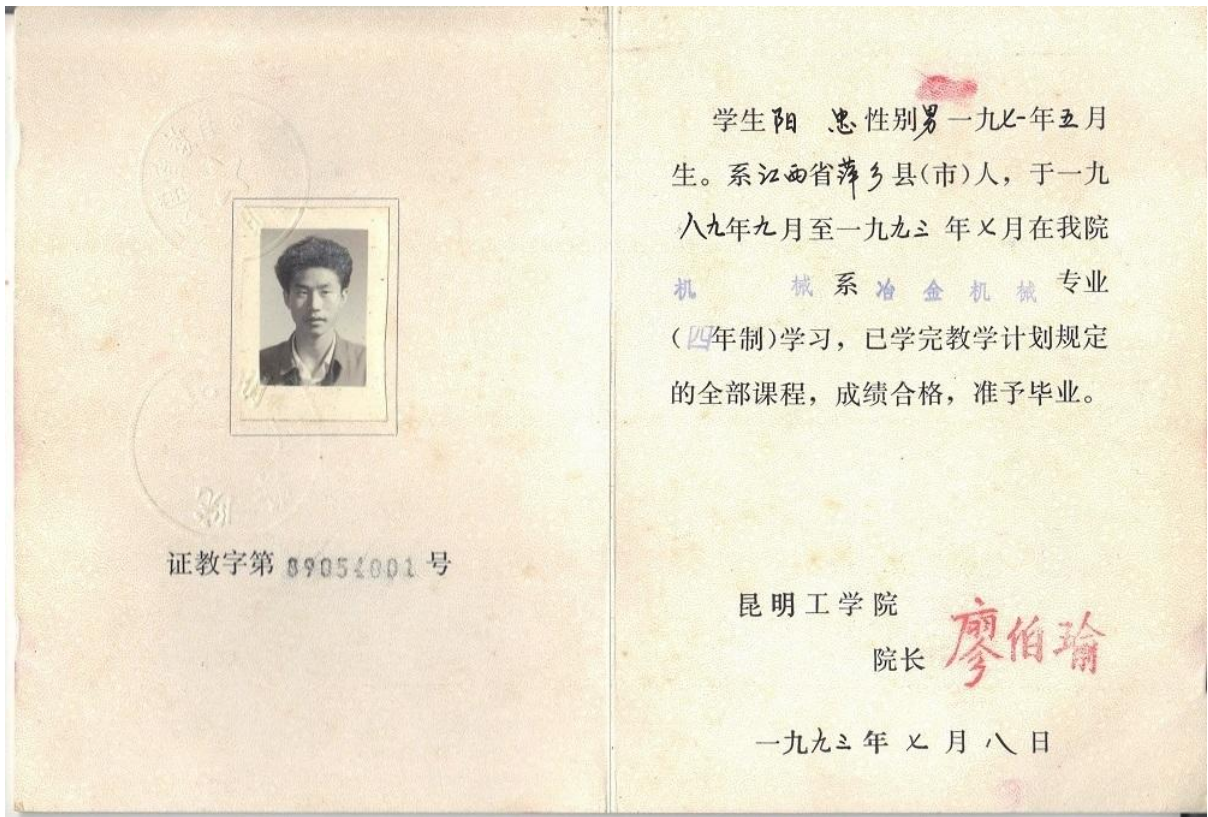 证教字第 89054001 号
学生阳 忠性别男一九七一年五月
生。系江西省萍乡县(市)人，于一九
八九年九月至一九九三年七月在我院
机 械 系 冶金机械 专业
(四年制)学习，已学完教学计划规定
的全部课程，成绩合格，准予毕业。
昆明工学院
院长 廖伯瑜
一九九三年七月八日